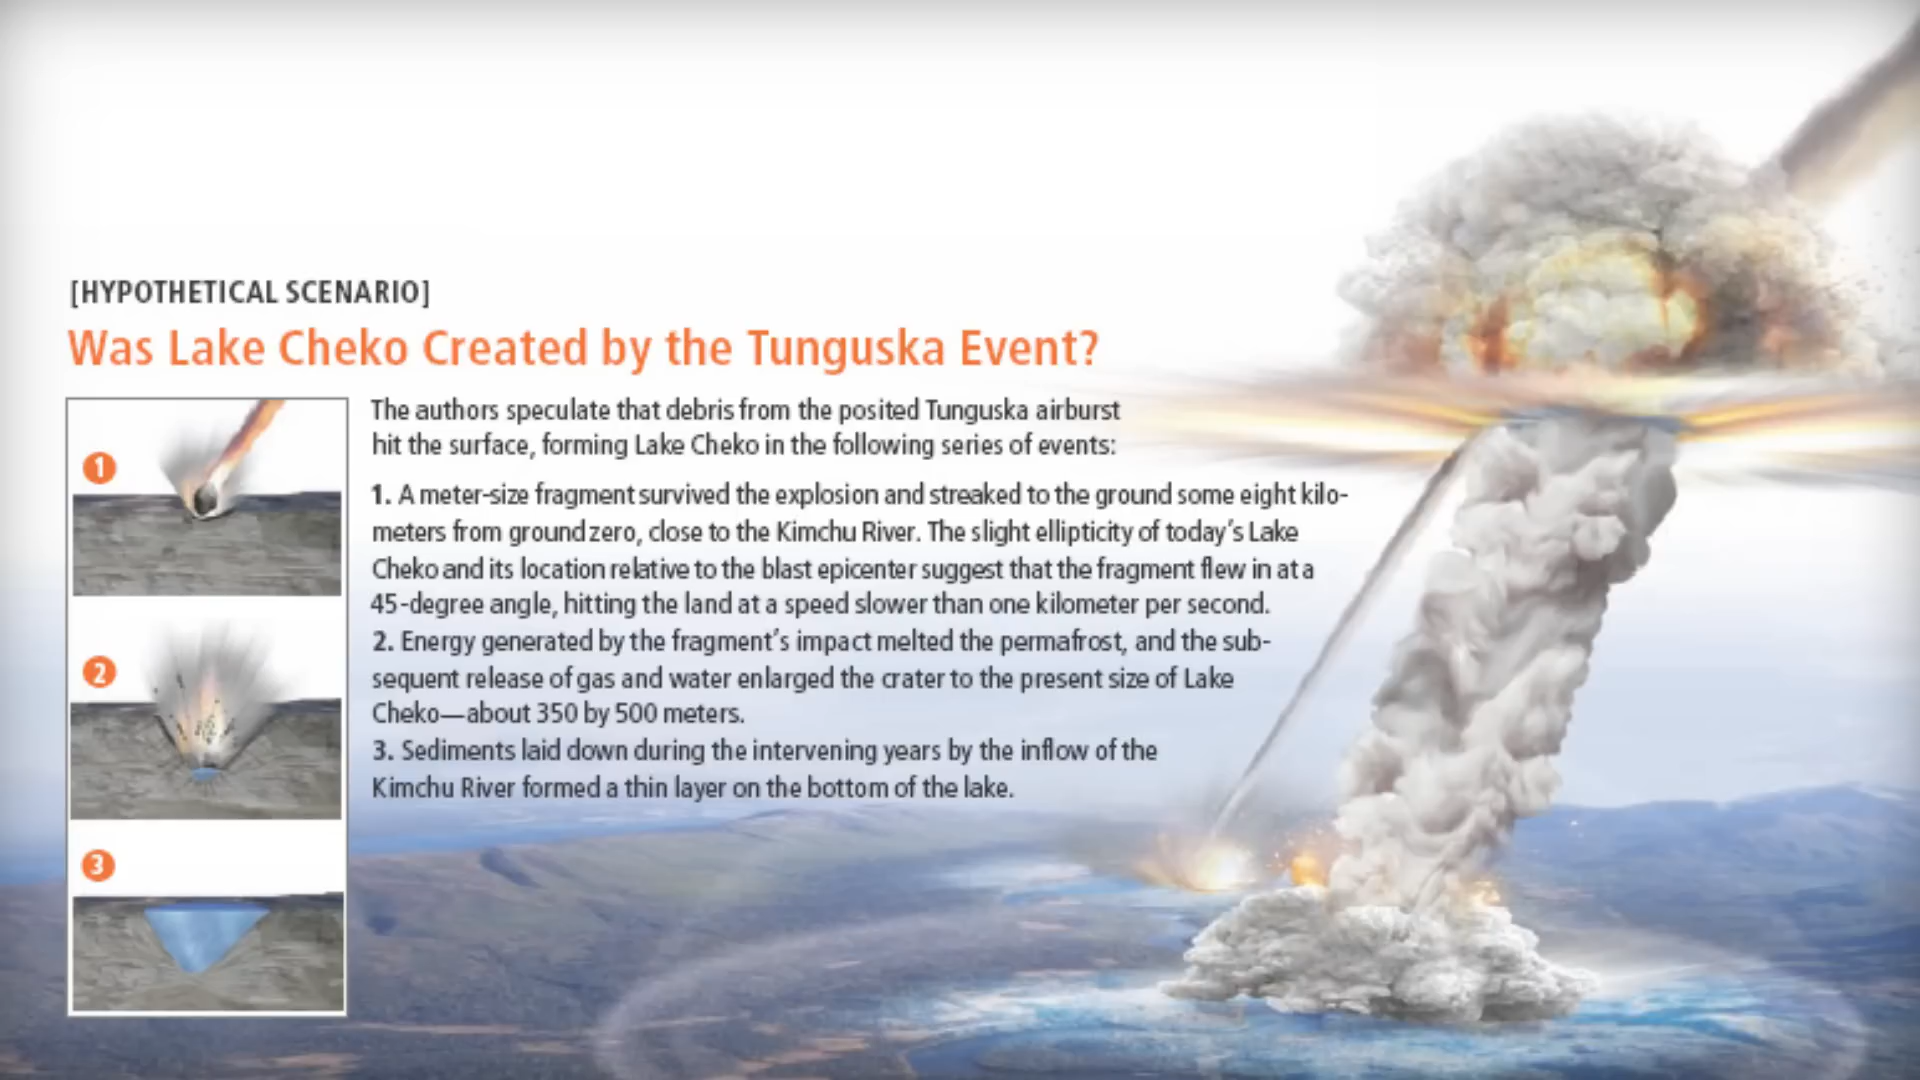 [HYPOTHETICAL SCENARIO]
Was Lake Cheko Created by the Tunguska Event?
The authors speculate that debris from the posited Tunguska airburst
hit the surface, forming Lake Cheko in the following series of events:
1. A meter-size fragment survived the explosion and streaked to the ground some eight kilo-
meters from ground zero, close to the Kimchu River. The slight ellipticity of today's Lake
Cheko and its location relative to the blast epicenter suggest that the fragment flew in at a
45-degree angle, hitting the land at a speed slower than one kilometer per second.
2. Energy generated by the fragment's impact melted the permafrost, and the sub-
sequent release of gas and water enlarged the crater to the present size of Lake
Cheko—about 350 by 500 meters.
3. Sediments laid down during the intervening years by the inflow of the
Kimchu River formed a thin layer on the bottom of the lake.
1
2
3